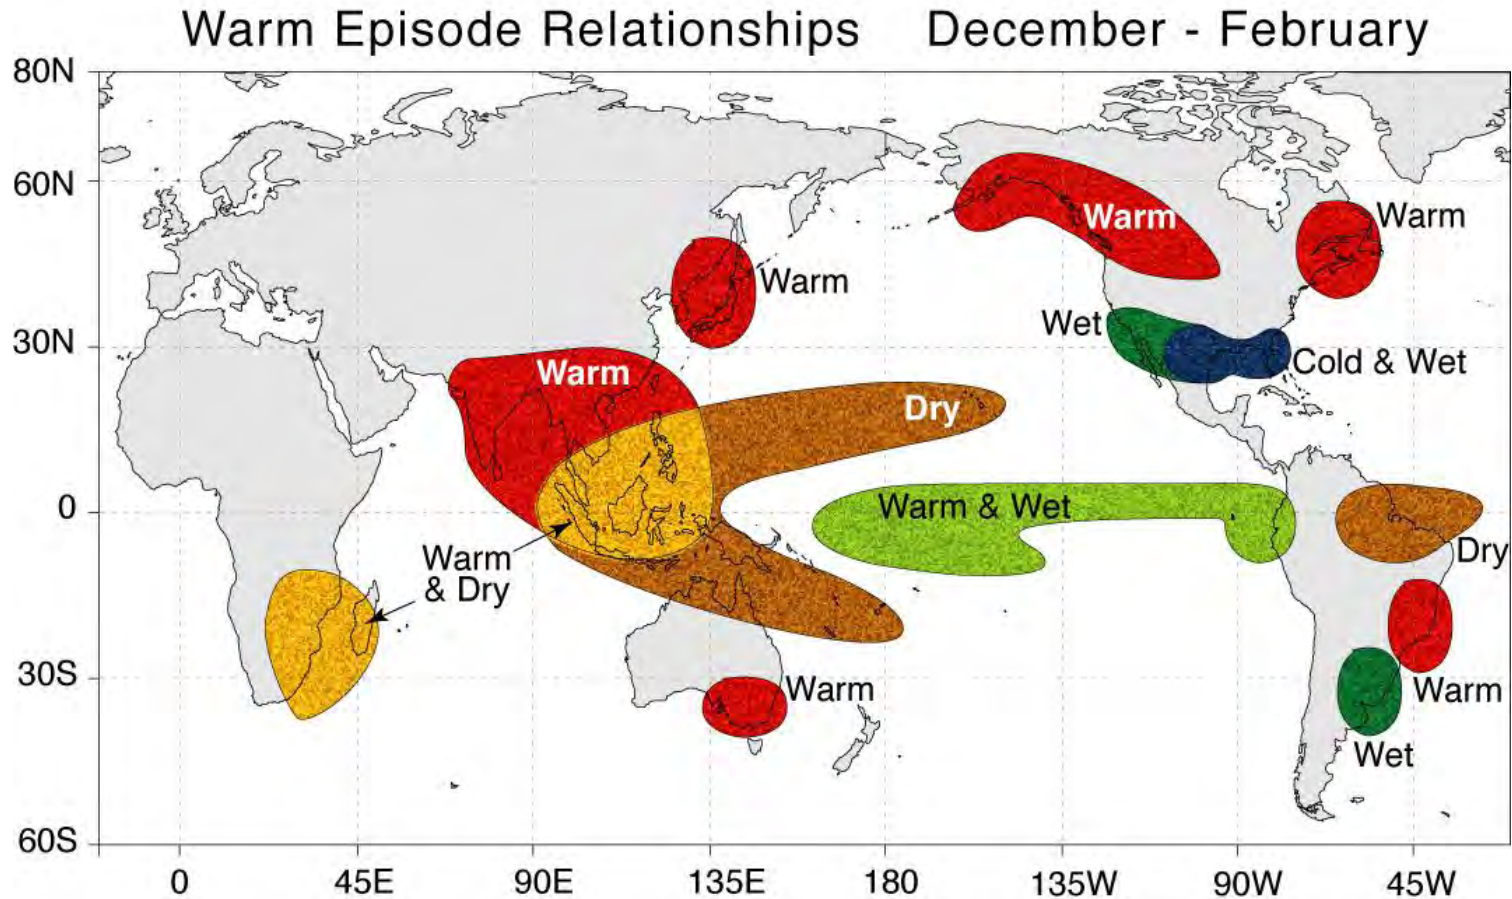 Warm Episode Relationships December - February
80N
60N
30N
0
30S
60S
0
45E
90E
135E
180
135W
90W
45W
Warm
Warm
Warm
Wet
Cold & Wet
Warm
Dry
Warm & Wet
Warm
& Dry
Dry
Warm
Warm
Wet